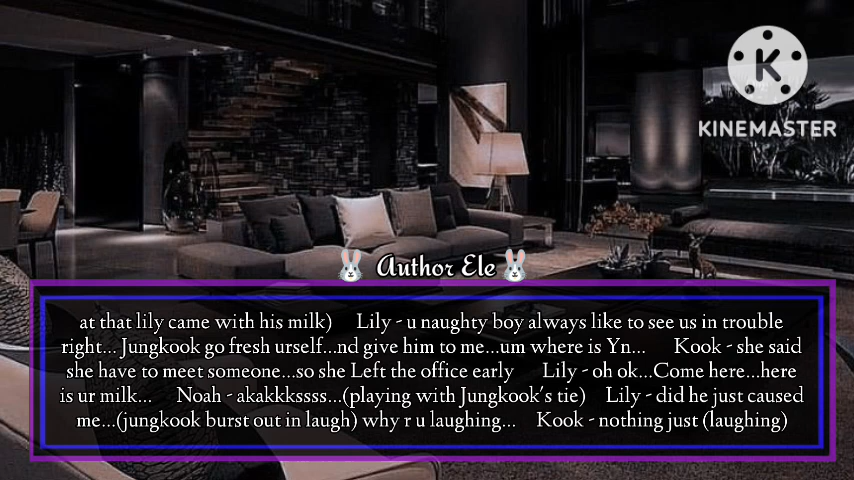 K
KINEMASTER
Author Ele
at that lily came with his milk) Lily - u naughty boy always like to see us in trouble
right... Jungkook go fresh urself...nd give him to me...um where is Yn... Kook - she said
she have to meet someone...so she Left the office early Lily - oh ok...Come here...here
is ur milk... Noah - akakkkssss...(playing with Jungkook's tie) Lily - did he just caused
me...(jungkook burst out in laugh) why r u laughing... Kook - nothing just (laughing)